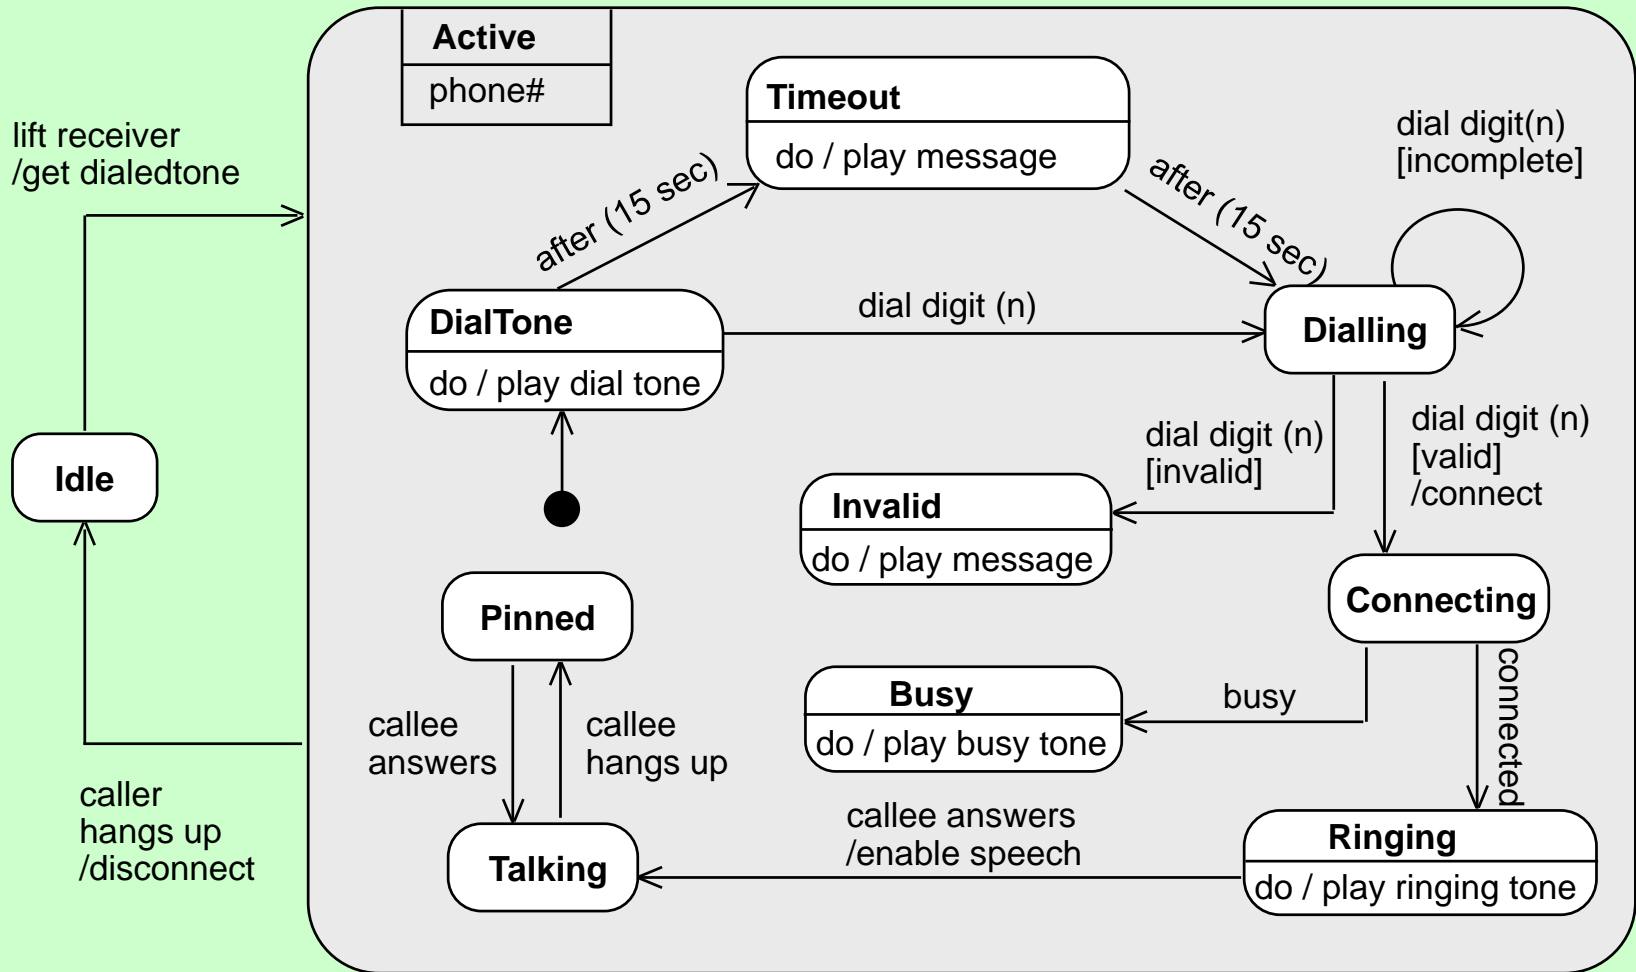 Active
phone#
lift receiver
/get dialedtone
Timeout
do / play message
dial digit(n)
[incomplete]
after (15 sec)
after (15 sec)
DialTone
do / play dial tone
dial digit (n)
Dialling
Idle
dial digit (n)
[invalid]
dial digit (n)
[valid]
/connect
Invalid
do / play message
Pinned
Connecting
callee
answers
callee
hangs up
Busy
do / play busy tone
busy
connected
caller
hangs up
/disconnect
Talking
callee answers
/enable speech
Ringing
do / play ringing tone